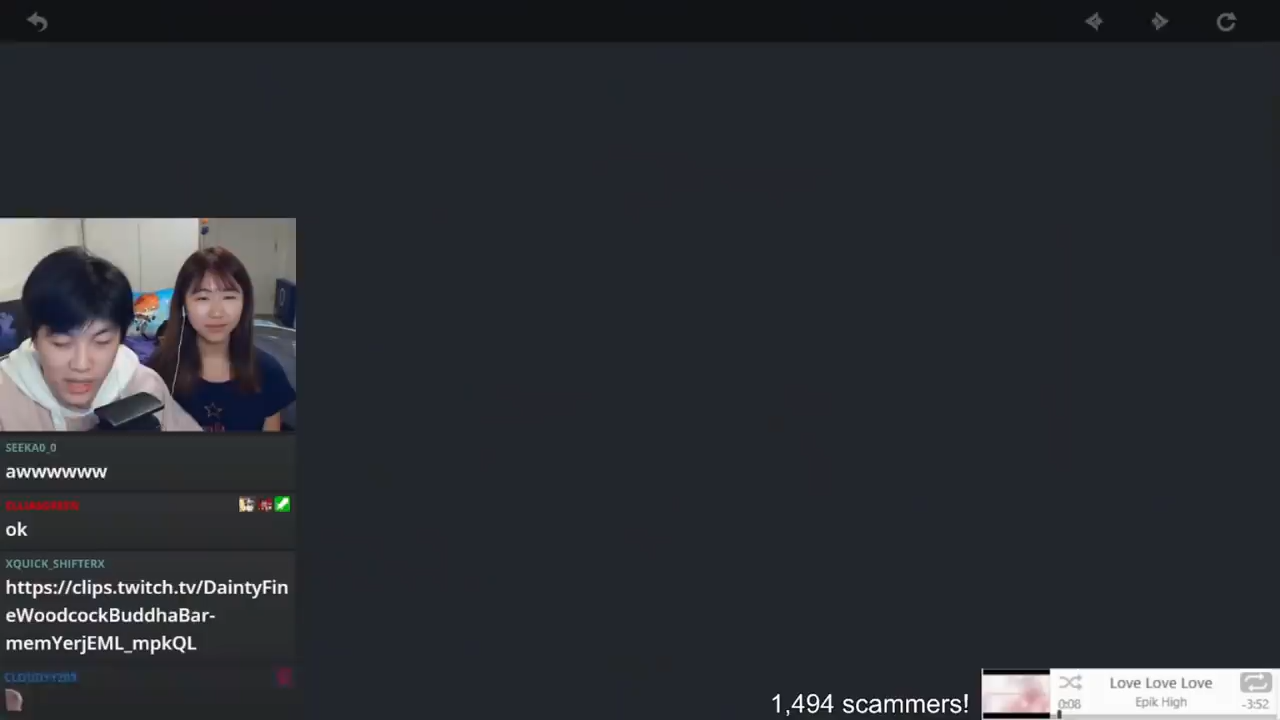 SEEKA0_0
awwwwww
ok
XQUICK_SHIFTERX
https://clips.twitch.tv/DaintyFin
eWoodcockBuddhaBar-
memYerjEML_mpkQL
1,494 scammers!
Love Love Love
Epik High
0:08
-3:52